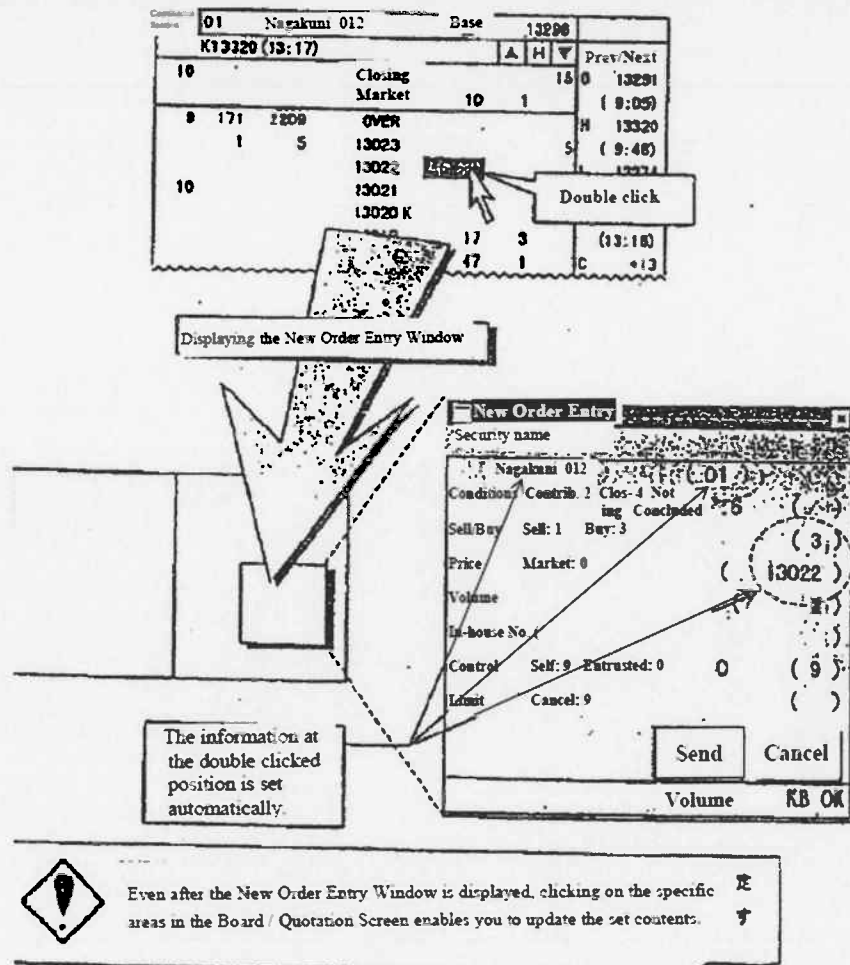 01 Nagakuni 012 Base 13298
K13320 (13:17) H Prev/Next
10 Closing 0 13291
Market 10 1 ( 9:05)
9 171 2209 OVER H 13320
1 5 13023 5 ( 9:46)
13022
10 13021
13020 K
17 3 (13:18)
47 1 C +13
Double click
Displaying the New Order Entry Window
New Order Entry
Security name
Nagakuni 012 ( 01 )
Conditions Contrib. 2 Clos- 4 Not
ing Concluded
Sell/Buy Sell: 1 Buy: 3 ( 3 )
Price Market: 0 ( 13022 )
Volume
In-house No. (
Control Self: 9 Entrusted: 0 0 ( 9 )
Limit Cancel: 9 ( )
Send Cancel
Volume KB OK
The information at
the double clicked
position is set
automatically.
Even after the New Order Entry Window is displayed, clicking on the specific 定
areas in the Board / Quotation Screen enables you to update the set contents. す